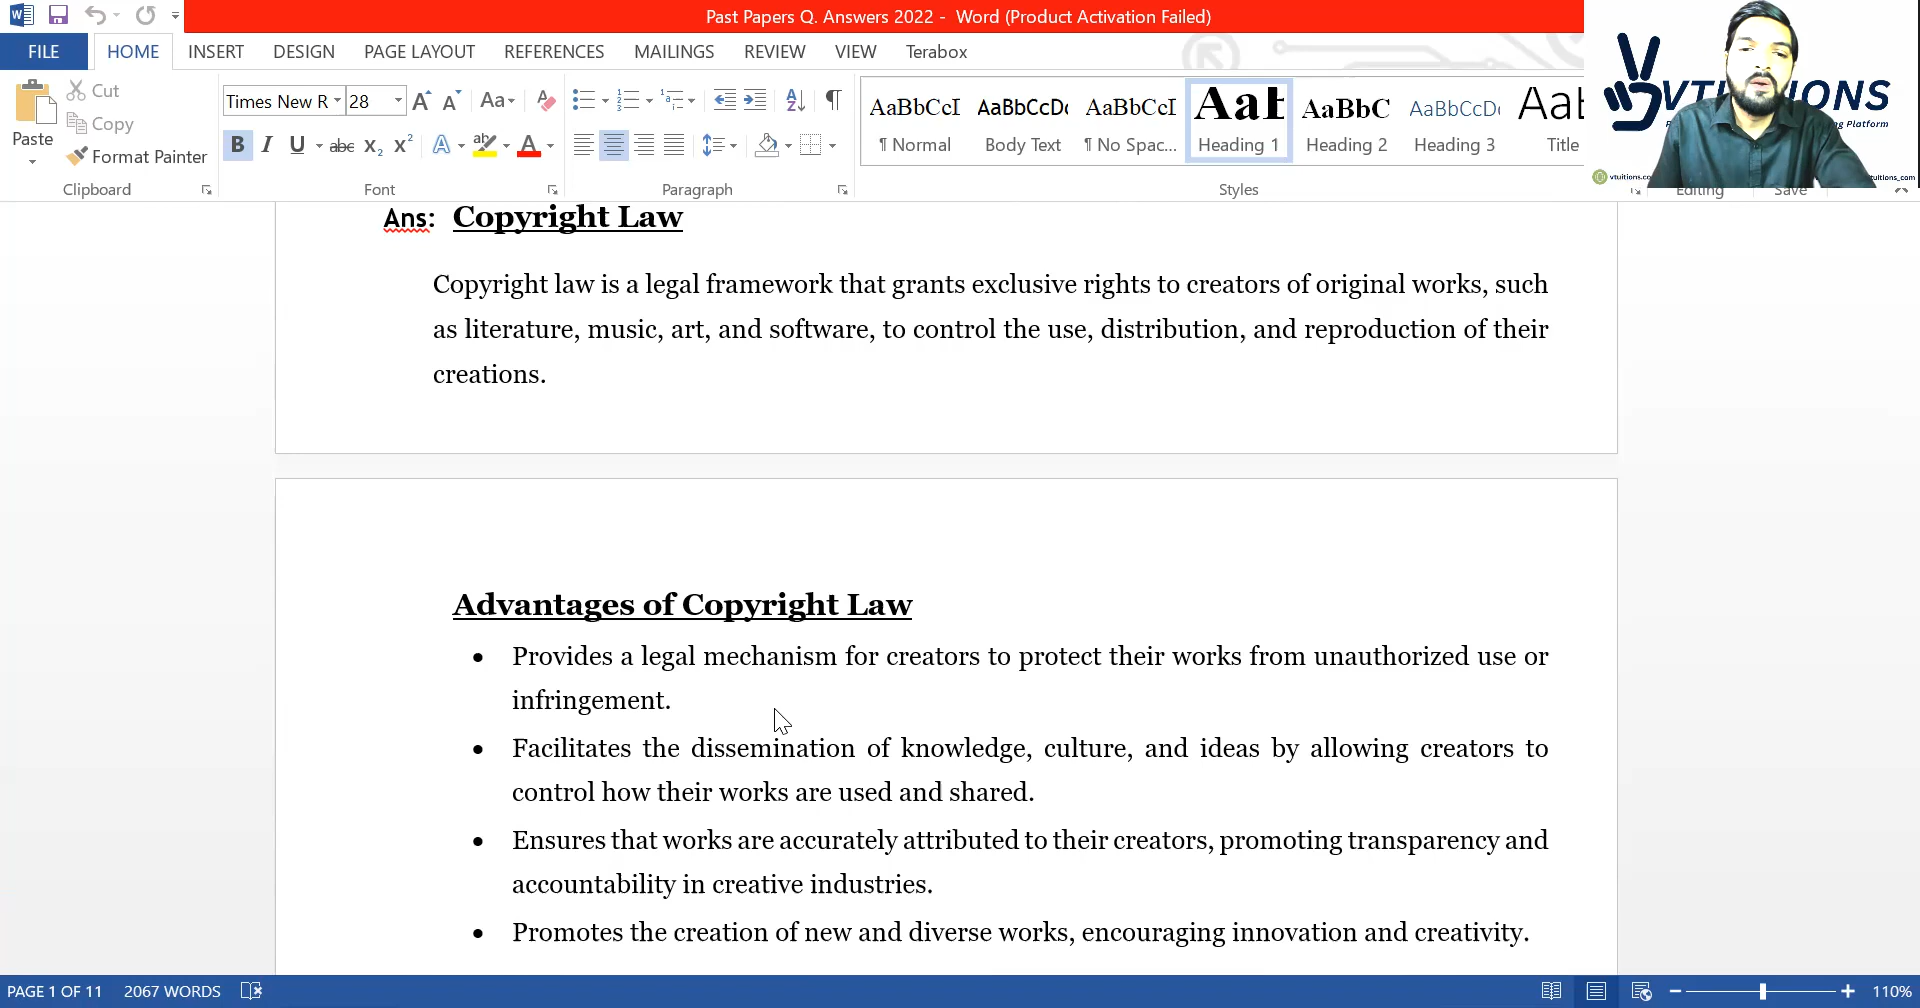 Past Papers Q. Answers 2022 - Word (Product Activation Failed)
FILE HOME INSERT DESIGN PAGE LAYOUT REFERENCES MAILINGS REVIEW VIEW Terabox
Paste
Cut
Copy
Format Painter
Times New R 28
AaBbCcI AaBbCcDc AaBbCcI AaB AaBbC AaBbCcDc Aab
¶ Normal Body Text ¶ No Spac... Heading 1 Heading 2 Heading 3 Title
Clipboard Font Paragraph Styles Editing Save
VTUITIONS
Platform
Ans: Copyright Law
Copyright law is a legal framework that grants exclusive rights to creators of original works, such
as literature, music, art, and software, to control the use, distribution, and reproduction of their
creations.
Advantages of Copyright Law
• Provides a legal mechanism for creators to protect their works from unauthorized use or
infringement.
• Facilitates the dissemination of knowledge, culture, and ideas by allowing creators to
control how their works are used and shared.
• Ensures that works are accurately attributed to their creators, promoting transparency and
accountability in creative industries.
• Promotes the creation of new and diverse works, encouraging innovation and creativity.
PAGE 1 OF 11 2067 WORDS 110%